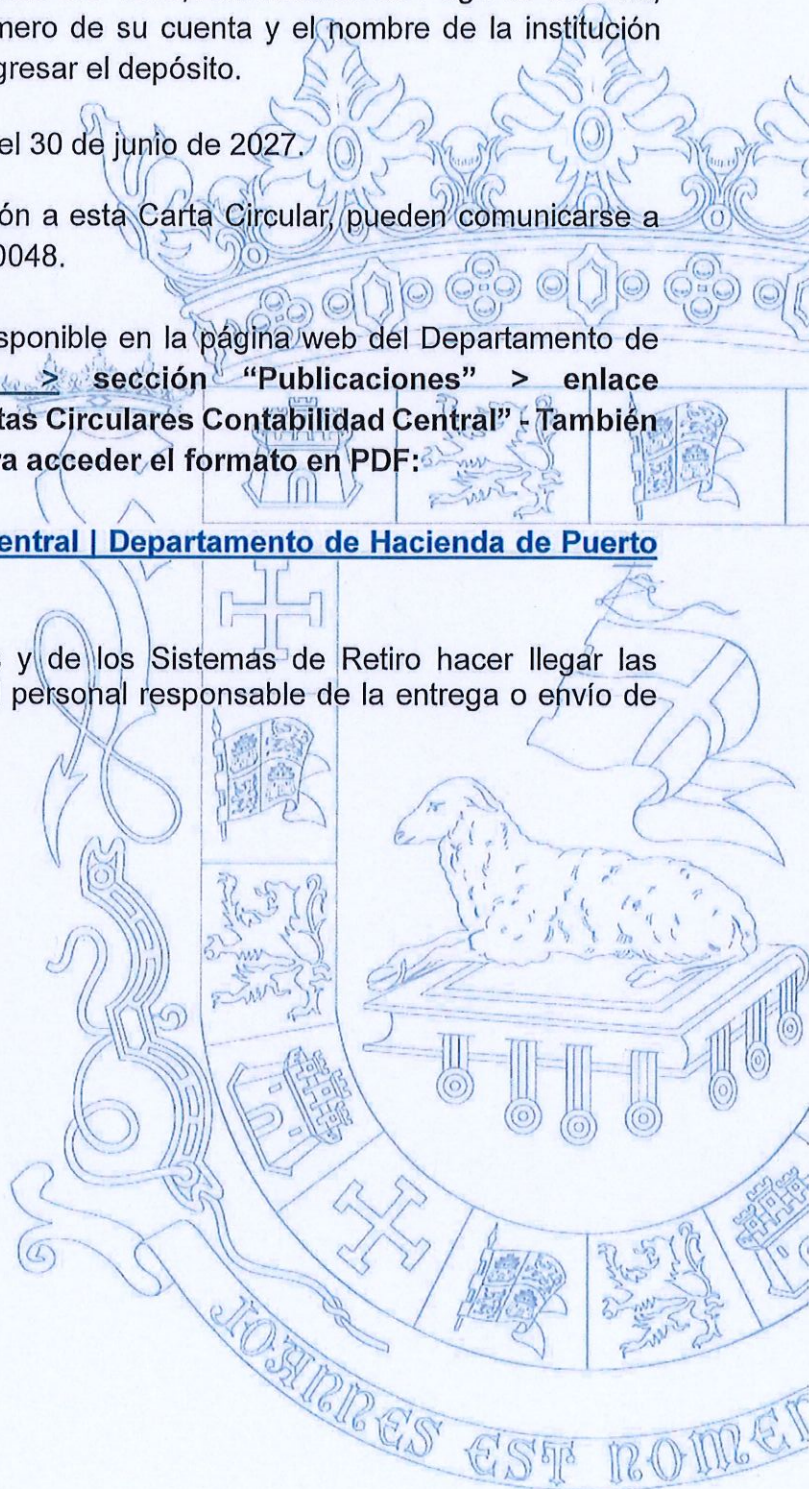 mero de su cuenta y el nombre de la institución
gresar el depósito.
el 30 de junio de 2027.
ón a esta Carta Circular, pueden comunicarse a
0048.
sponible en la página web del Departamento de
> sección “Publicaciones” > enlace
tas Circulares Contabilidad Central” - También
ra acceder el formato en PDF:
entral | Departamento de Hacienda de Puerto
y de los Sistemas de Retiro hacer llegar las
personal responsable de la entrega o envío de
JOANNES EST NOMEN